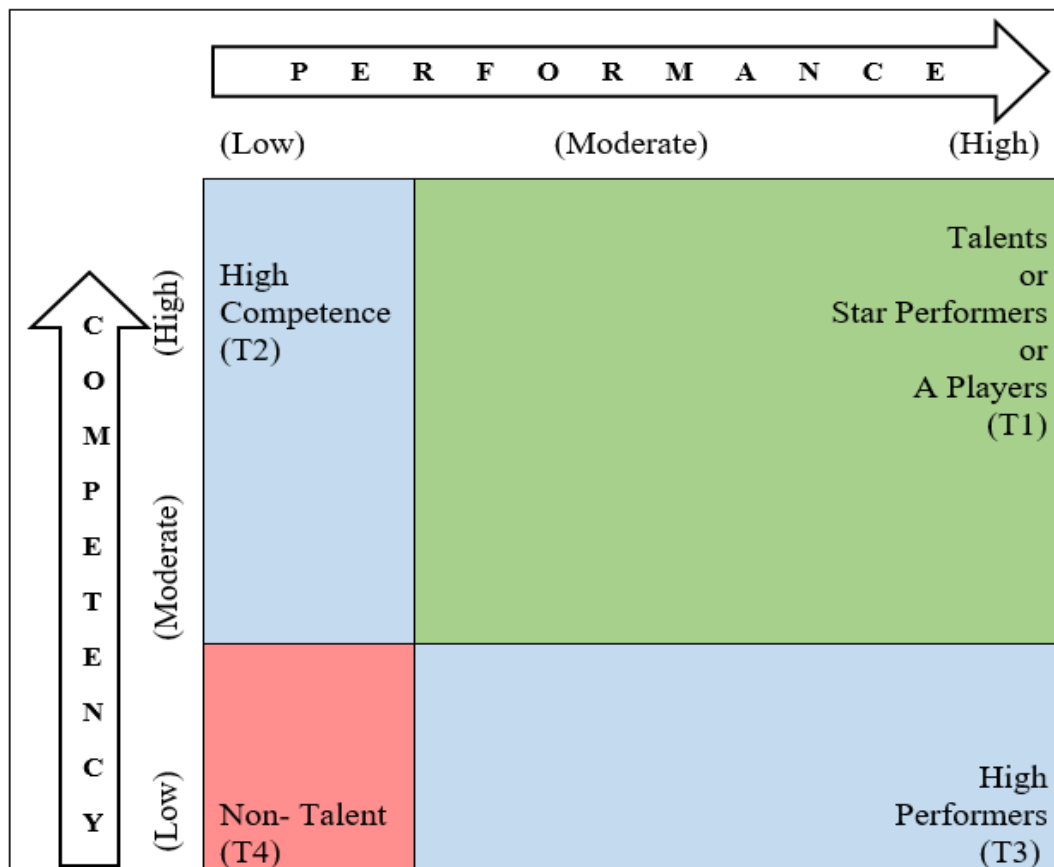 P E R F O R M A N C E
(Low) (Moderate) (High)
C O M P E T E N C Y
(High)
(Moderate)
(Low)
High
Competence
(T2)
Talents
or
Star Performers
or
A Players
(T1)
Non- Talent
(T4)
High
Performers
(T3)